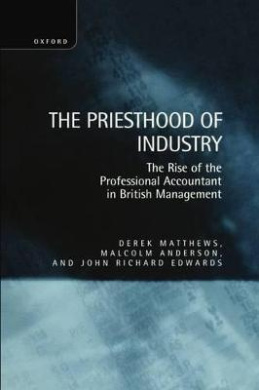 OXFORD
THE PRIESTHOOD OF
INDUSTRY
The Rise of the
Professional Accountant
in British Management
DEREK MATTHEWS,
MALCOLM ANDERSON,
AND JOHN RICHARD EDWARDS